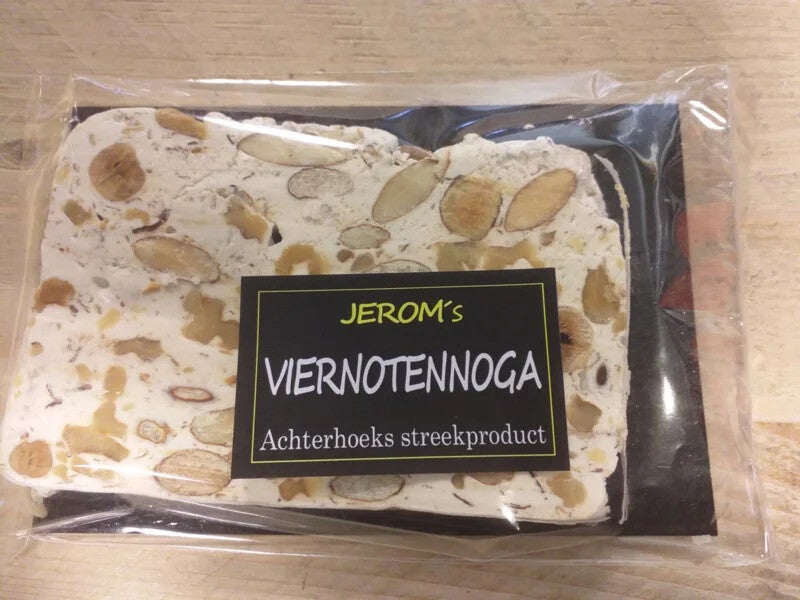 JEROM´s
VIERNOTENNOGA
Achterhoeks streekproduct